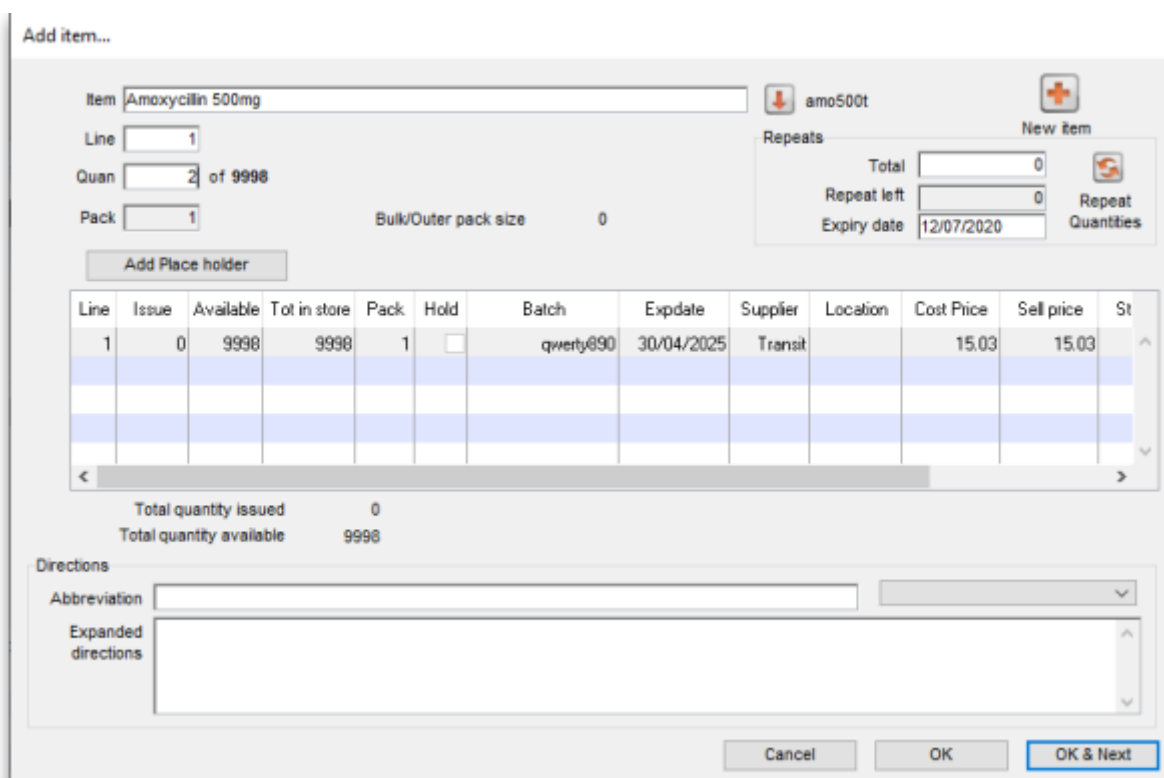 Add item...
Item Amoxycillin 500mg amo500t
New item
Line 1
Repeats
Quan 2 of 9998
Total 0
Repeat left 0
Repeat Quantities
Pack 1 Bulk/Outer pack size 0
Expiry date 12/07/2020
Add Place holder
Line Issue Available Tot in store Pack Hold Batch Expdate Supplier Location Cost Price Sell price St
1 0 9998 9998 1 qwerty890 30/04/2025 Transit 15.03 15.03
Total quantity issued 0
Total quantity available 9998
Directions
Abbreviation
Expanded
directions
Cancel OK OK & Next